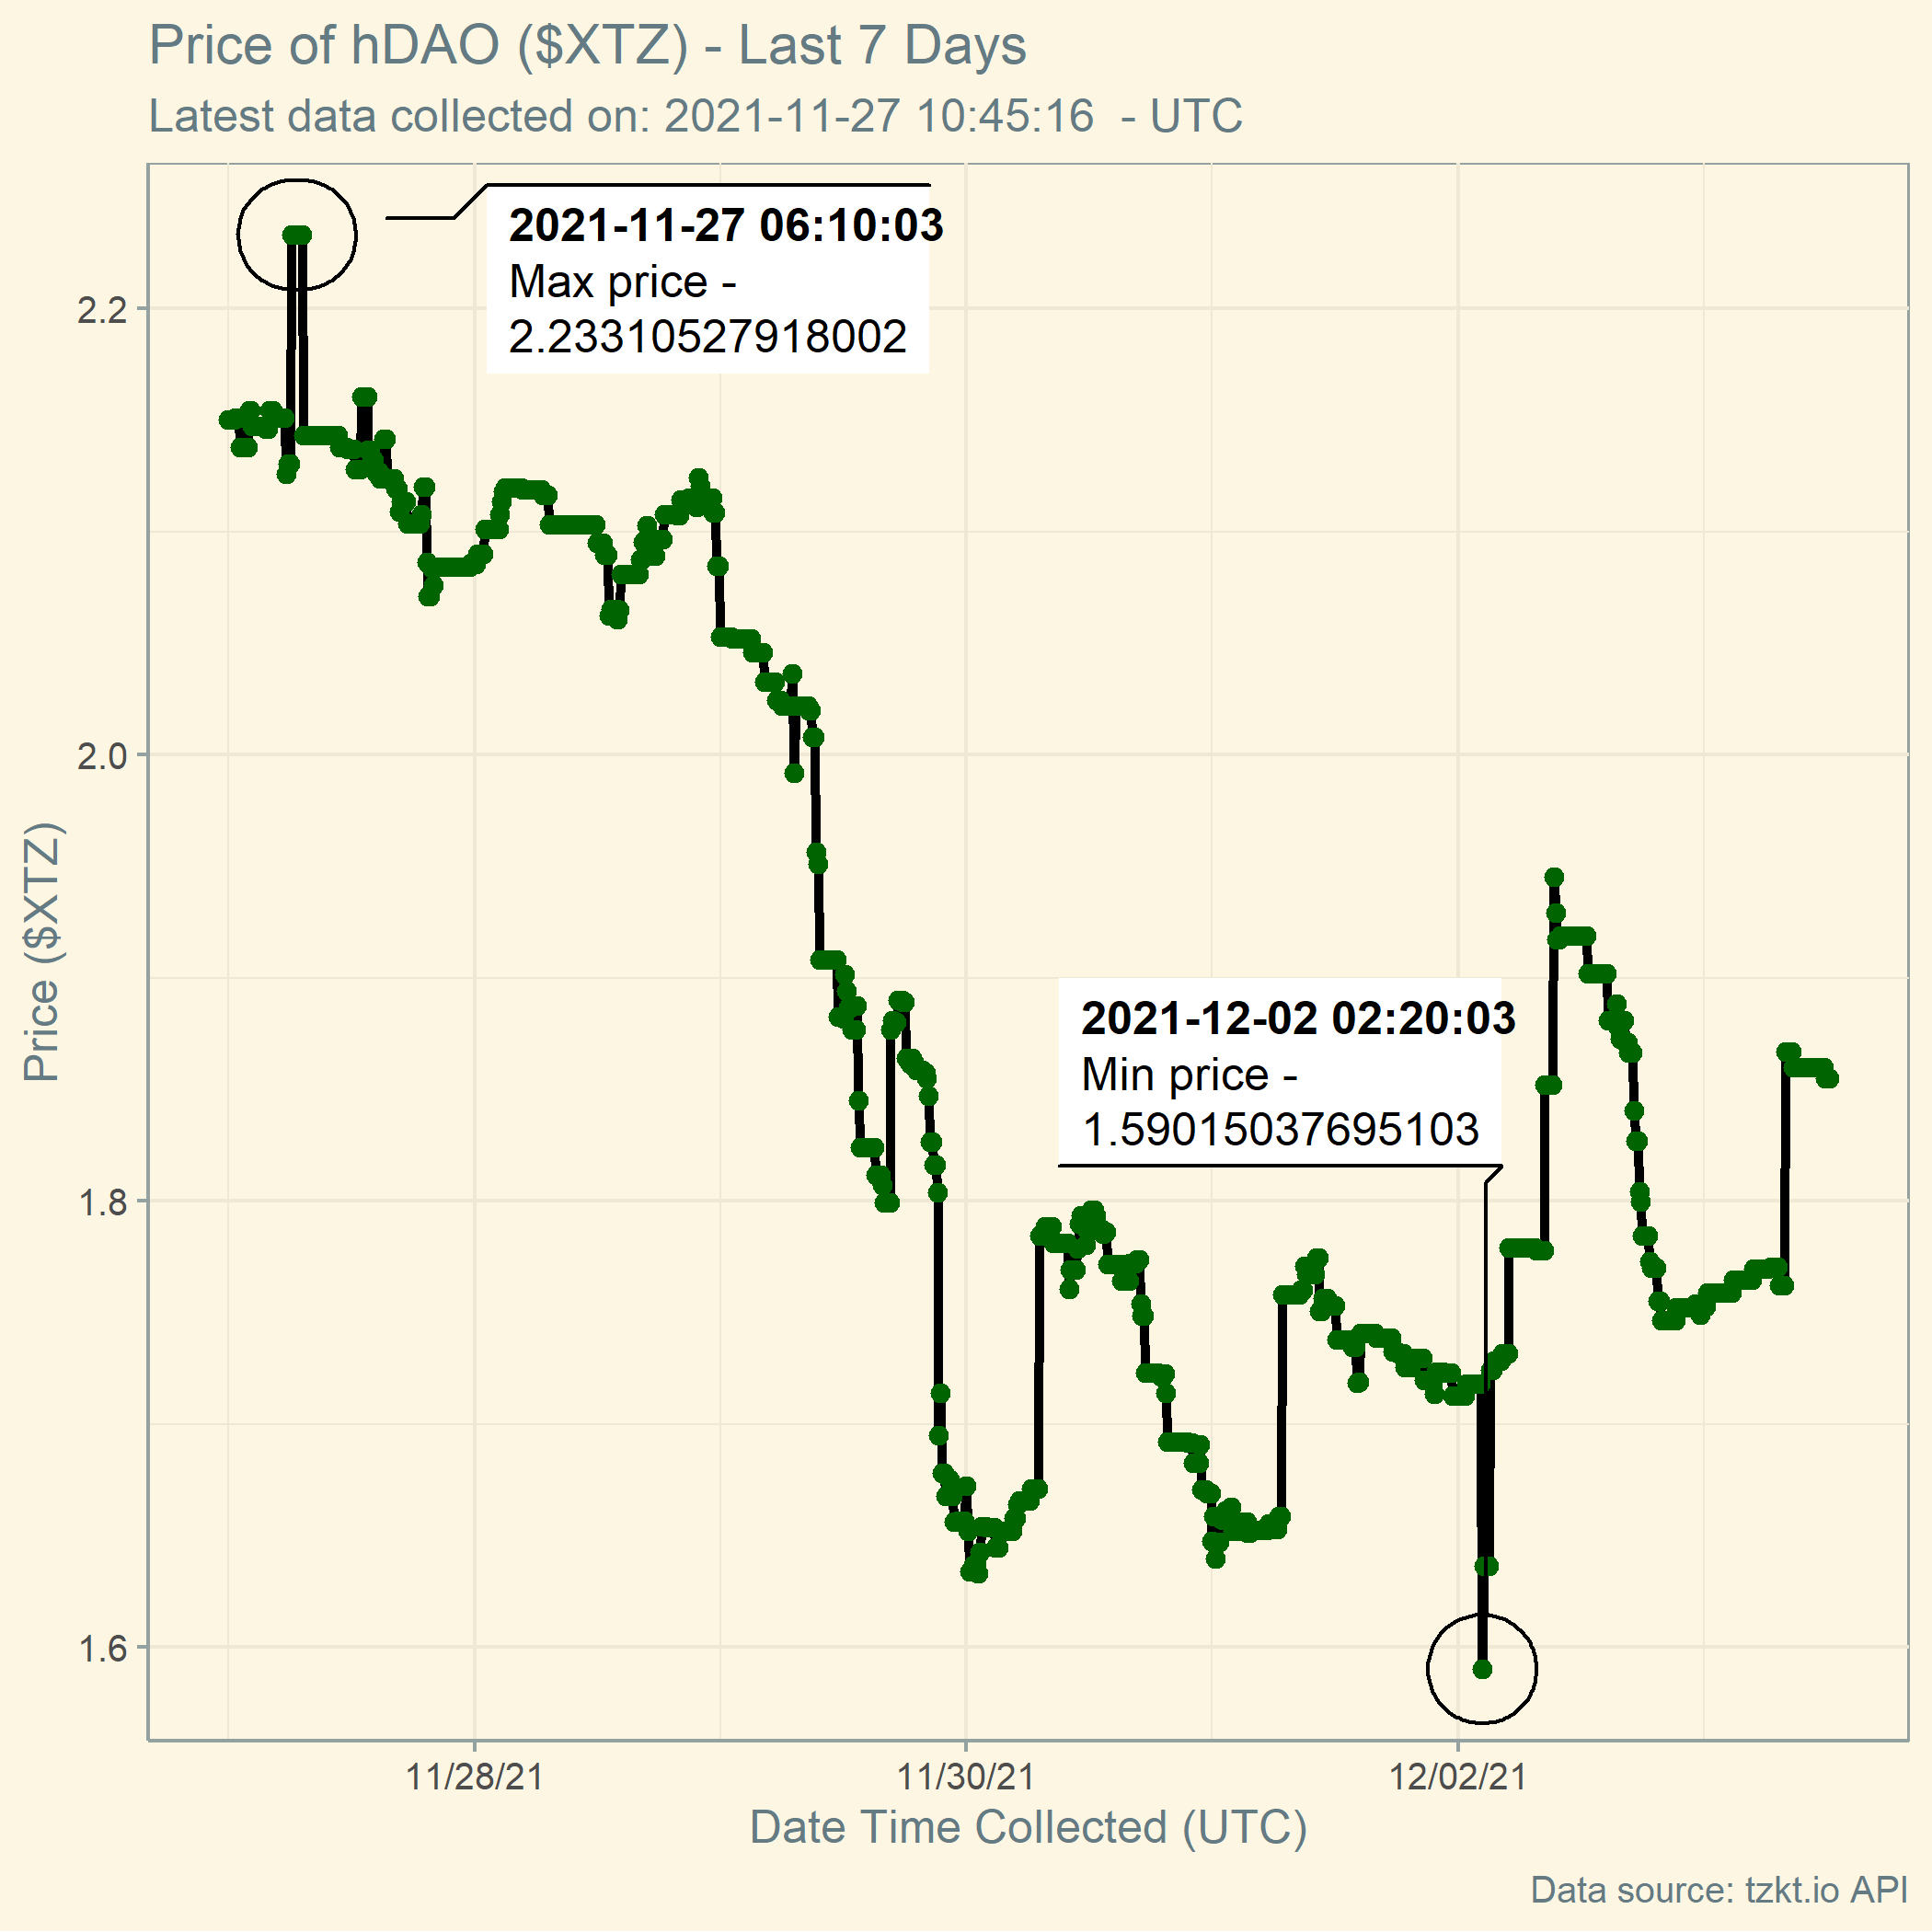 Price of hDAO ($XTZ) - Last 7 Days
Latest data collected on: 2021-11-27 10:45:16  - UTC
2021-11-27 06:10:03
Max price -
2.23310527918002
2.2
2.0
Price ($XTZ)
2021-12-02 02:20:03
Min price -
1.59015037695103
1.8
1.6
11/28/21
11/30/21
12/02/21
Date Time Collected (UTC)
Data source: tzkt.io API